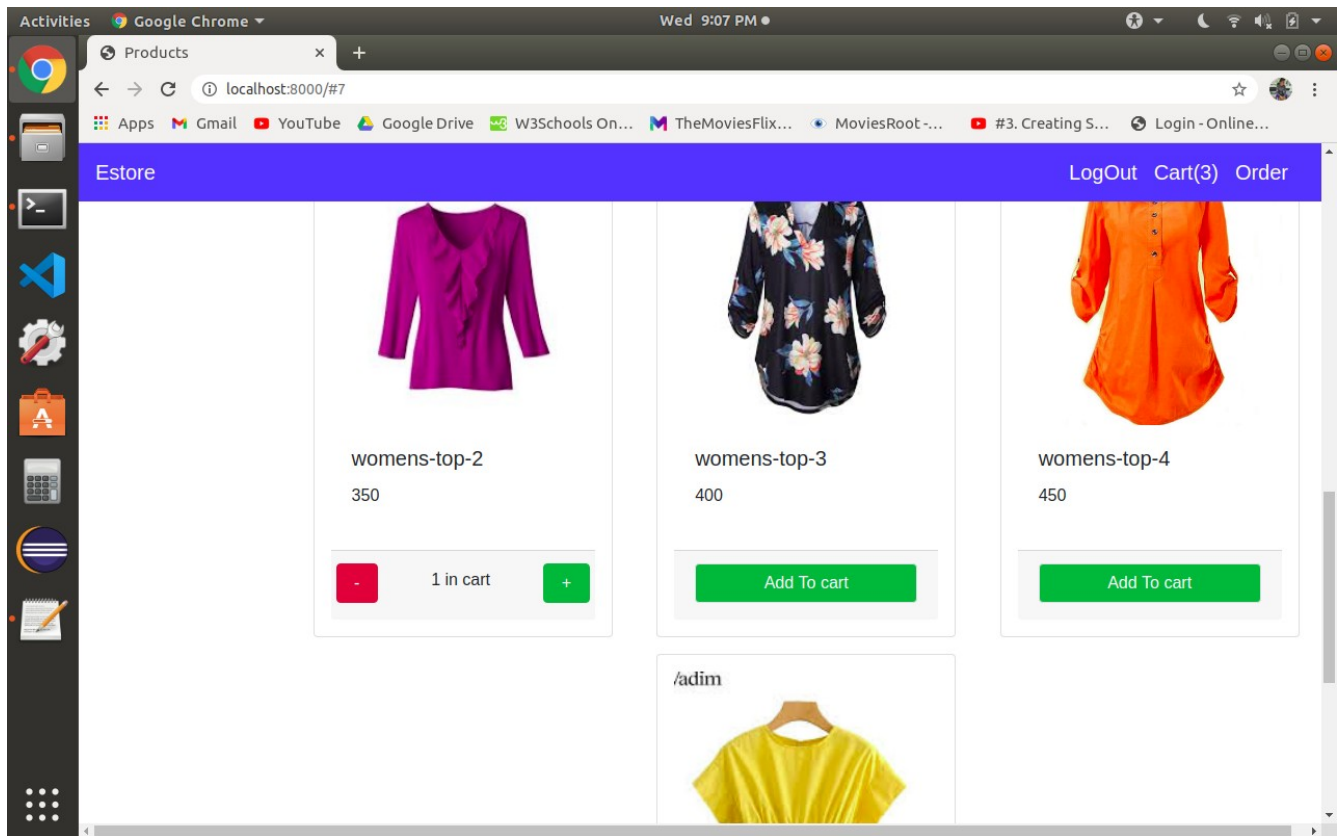 Activities Google Chrome Wed 9:07 PM
Products
localhost:8000/#7
Apps Gmail YouTube Google Drive W3Schools On... TheMoviesFlix... MoviesRoot -... #3. Creating S... Login - Online...
Estore LogOut Cart(3) Order
womens-top-2 womens-top-3 womens-top-4
350 400 450
- 1 in cart + Add To cart Add To cart
/adim